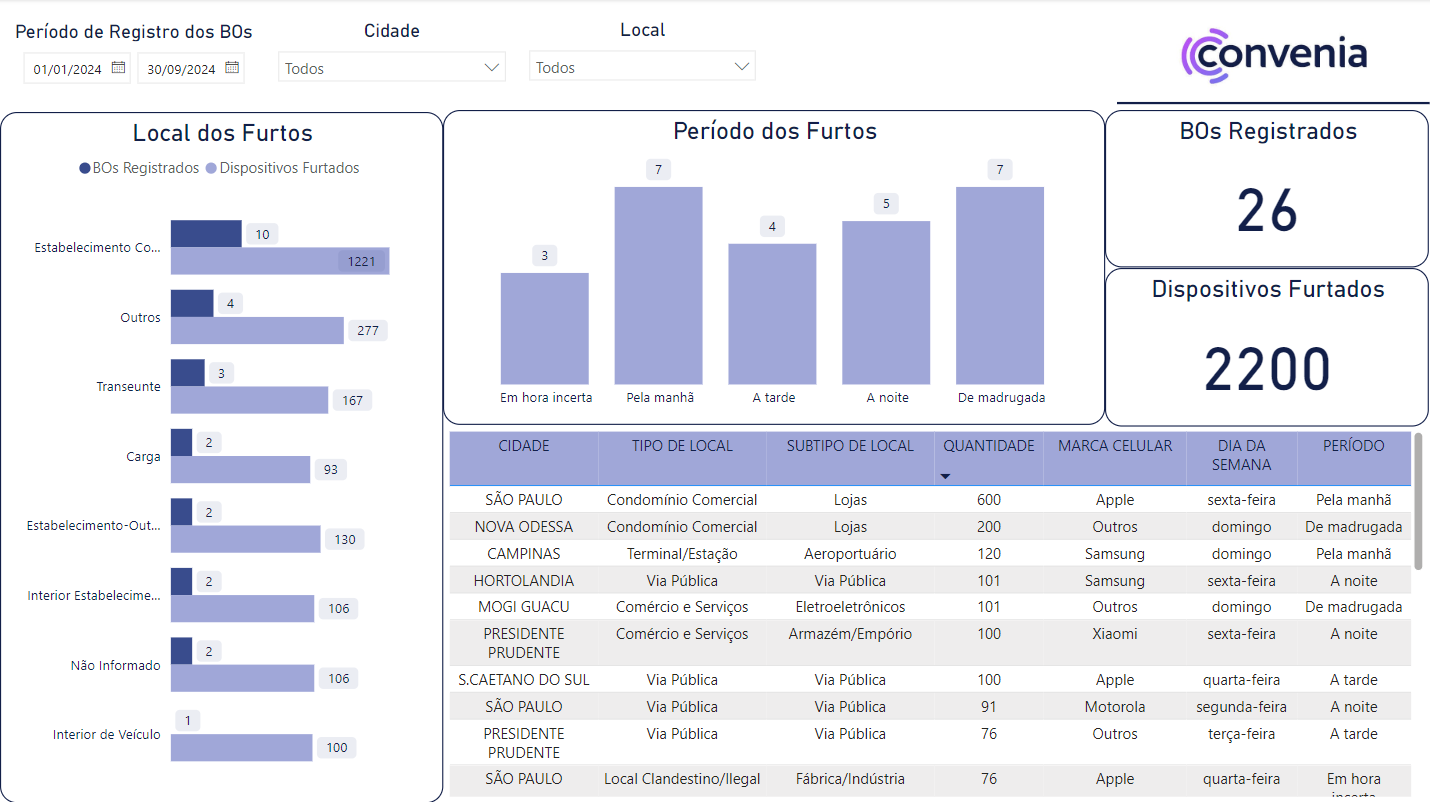 Período de Registro dos BOs
Cidade
Local
01/01/2024
30/09/2024
Todos
Todos
convenia
Local dos Furtos
BOs Registrados
Dispositivos Furtados
Estabelecimento Co...
10
1221
Outros
4
277
Transeunte
3
167
Carga
2
93
Estabelecimento-Out...
2
130
Interior Estabelecime...
2
106
Não Informado
2
106
Interior de Veículo
1
100
Período dos Furtos
3
7
4
5
7
Em hora incerta
Pela manhã
A tarde
A noite
De madrugada
BOs Registrados
26
Dispositivos Furtados
2200
CIDADE TIPO DE LOCAL SUBTIPO DE LOCAL QUANTIDADE MARCA CELULAR DIA DA SEMANA PERÍODO
SÃO PAULO Condomínio Comercial Lojas 600 Apple sexta-feira Pela manhã
NOVA ODESSA Condomínio Comercial Lojas 200 Outros domingo De madrugada
CAMPINAS Terminal/Estação Aeroportuário 120 Samsung domingo Pela manhã
HORTOLANDIA Via Pública Via Pública 101 Samsung sexta-feira A noite
MOGI GUACU Comércio e Serviços Eletroeletrônicos 101 Outros domingo De madrugada
PRESIDENTE PRUDENTE Comércio e Serviços Armazém/Empório 100 Xiaomi sexta-feira A noite
S.CAETANO DO SUL Via Pública Via Pública 100 Apple quarta-feira A tarde
SÃO PAULO Via Pública Via Pública 91 Motorola segunda-feira A noite
PRESIDENTE PRUDENTE Via Pública Via Pública 76 Outros terça-feira A tarde
SÃO PAULO Local Clandestino/Ilegal Fábrica/Indústria 76 Apple quarta-feira Em hora incerta